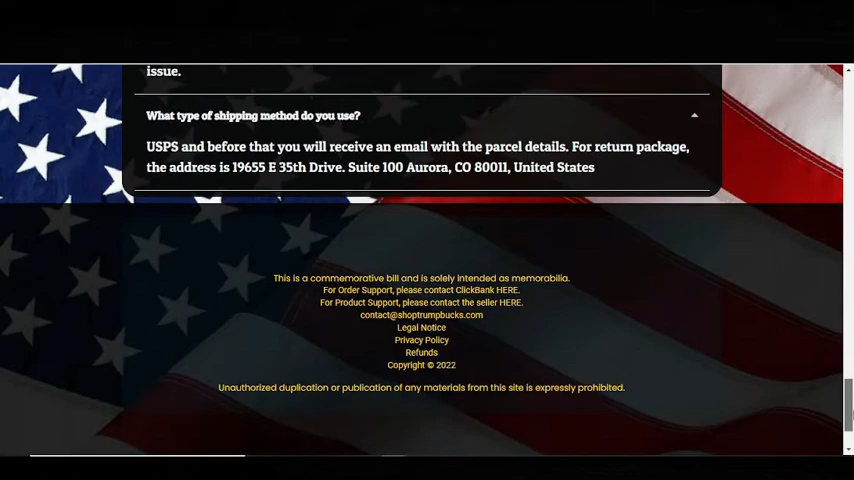 issue.
What type of shipping method do you use?
USPS and before that you will receive an email with the parcel details. For return package,
the address is 19655 E 35th Drive. Suite 100 Aurora, CO 80011, United States
This is a commemorative bill and is solely intended as memorabilia.
For Order Support, please contact ClickBank HERE.
For Product Support, please contact the seller HERE.
contact@shoptrumpbucks.com
Legal Notice
Privacy Policy
Refunds
Copyright © 2022
Unauthorized duplication or publication of any materials from this site is expressly prohibited.